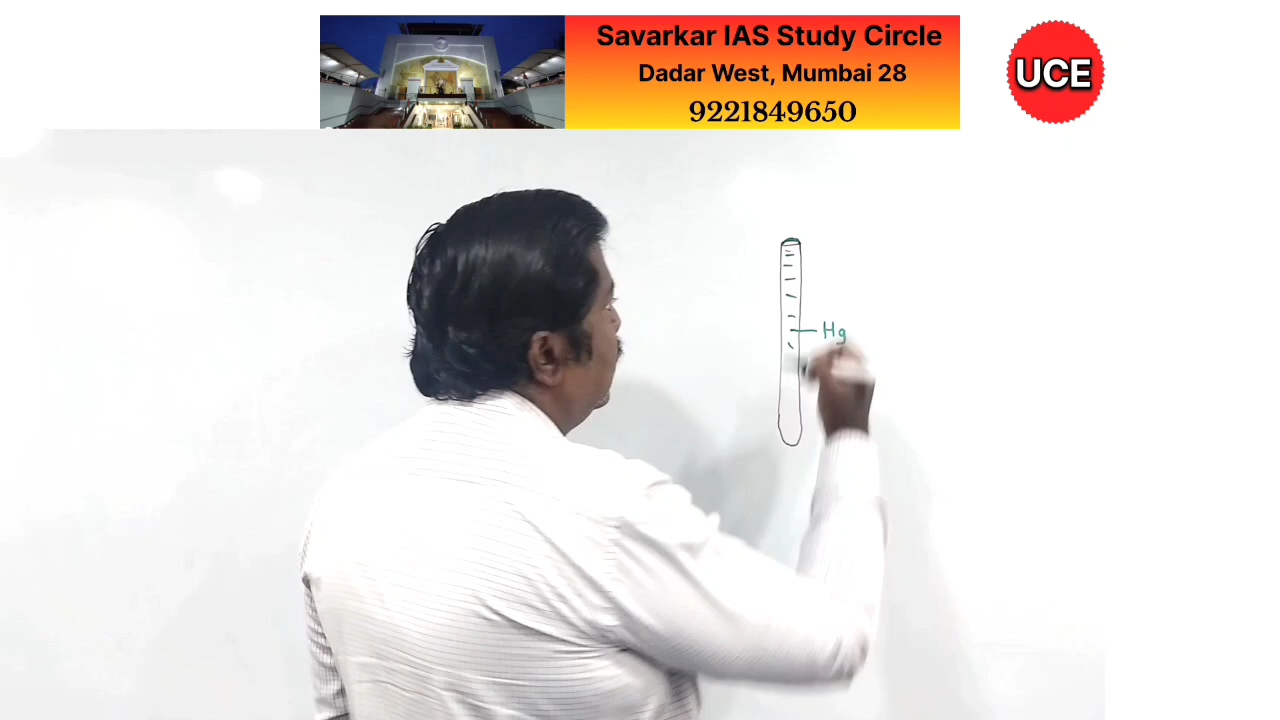 Savarkar IAS Study Circle
Dadar West, Mumbai 28
9221849650
UCE
Hg